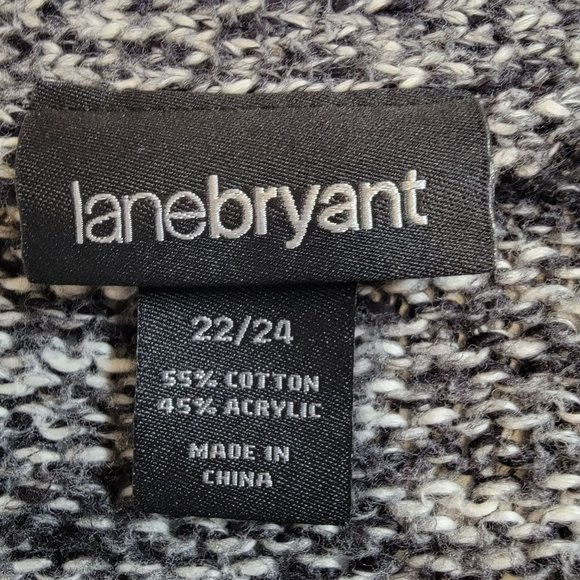 lanebryant
22/24
55% COTTON
45% ACRYLIC
MADE IN
CHINA